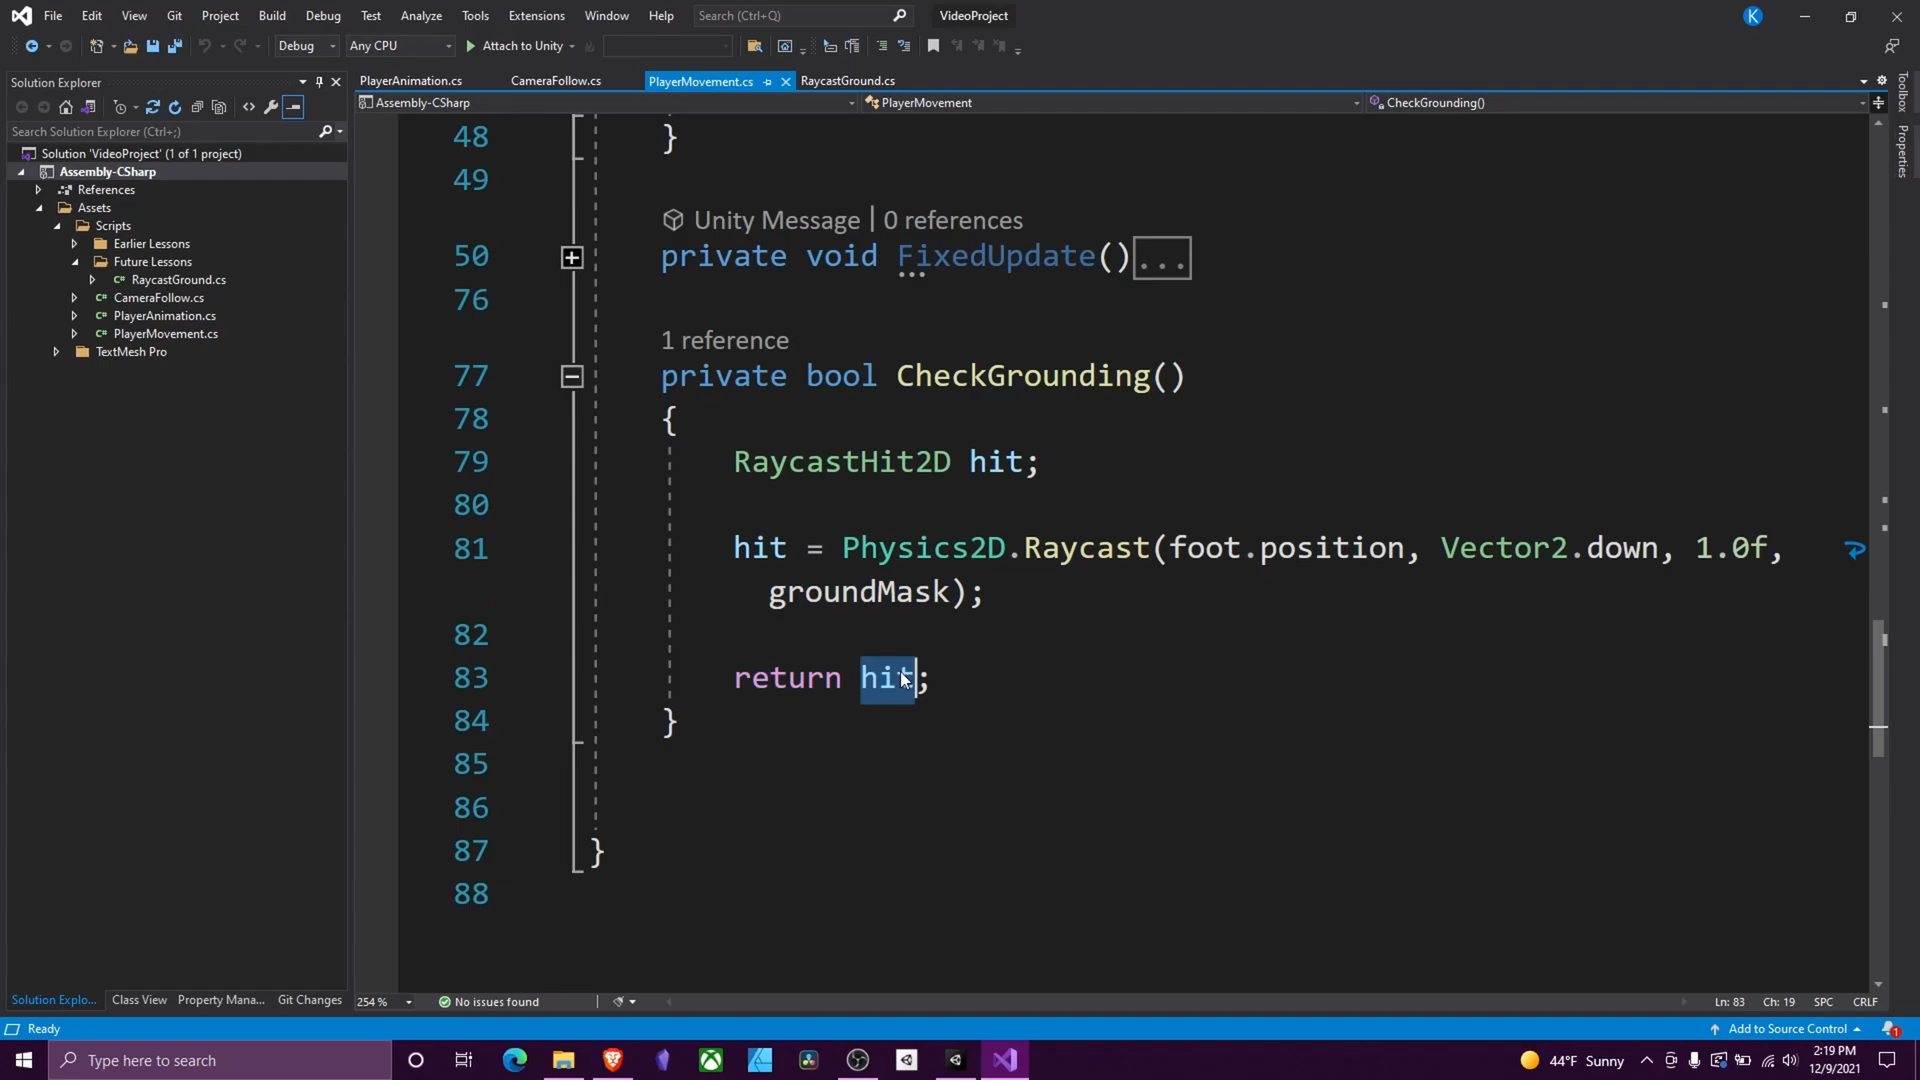 File Edit View Git Project Build Debug Test Analyze Tools Extensions Window Help Search (Ctrl+Q) VideoProject K
Debug Any CPU Attach to Unity
Solution Explorer
Search Solution Explorer (Ctrl+;)
Solution 'VideoProject' (1 of 1 project)
Assembly-CSharp
References
Assets
Scripts
Earlier Lessons
Future Lessons
C# RaycastGround.cs
C# CameraFollow.cs
C# PlayerAnimation.cs
C# PlayerMovement.cs
TextMesh Pro
PlayerAnimation.cs CameraFollow.cs PlayerMovement.cs RaycastGround.cs
Assembly-CSharp PlayerMovement CheckGrounding()
48 }
49
Unity Message | 0 references
50 private void FixedUpdate()...
76
1 reference
77 private bool CheckGrounding()
78 {
79 RaycastHit2D hit;
80
81 hit = Physics2D.Raycast(foot.position, Vector2.down, 1.0f,
groundMask);
82
83 return hit;
84 }
85
86
87 }
88
Toolbox
Properties
Solution Explo... Class View Property Mana... Git Changes
254 % No issues found Ln: 83 Ch: 19 SPC CRLF
Ready Add to Source Control 1
Type here to search 44°F Sunny 2:19 PM
12/9/2021